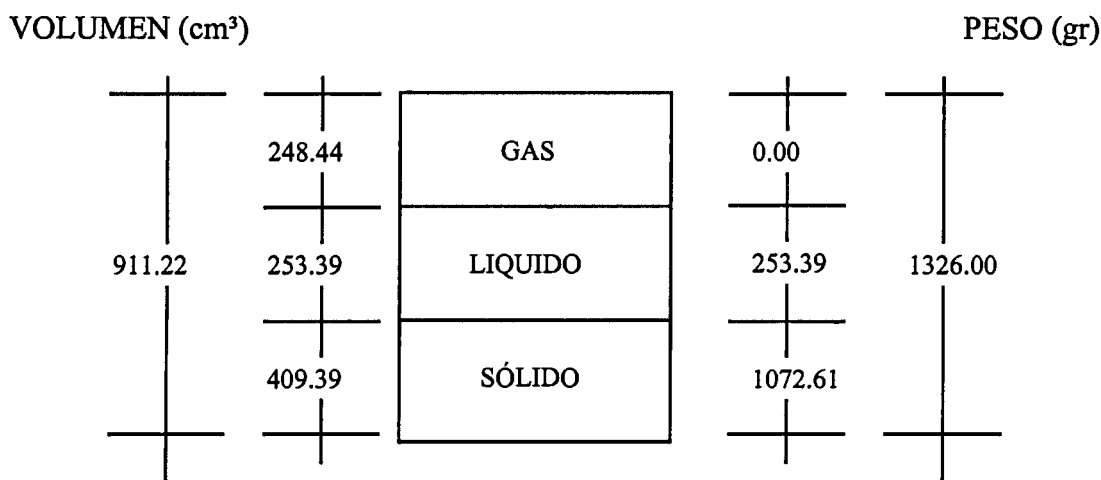 VOLUMEN (cm³) PESO (gr)
248.44 GAS 0.00
911.22 253.39 LIQUIDO 253.39 1326.00
409.39 SÓLIDO 1072.61